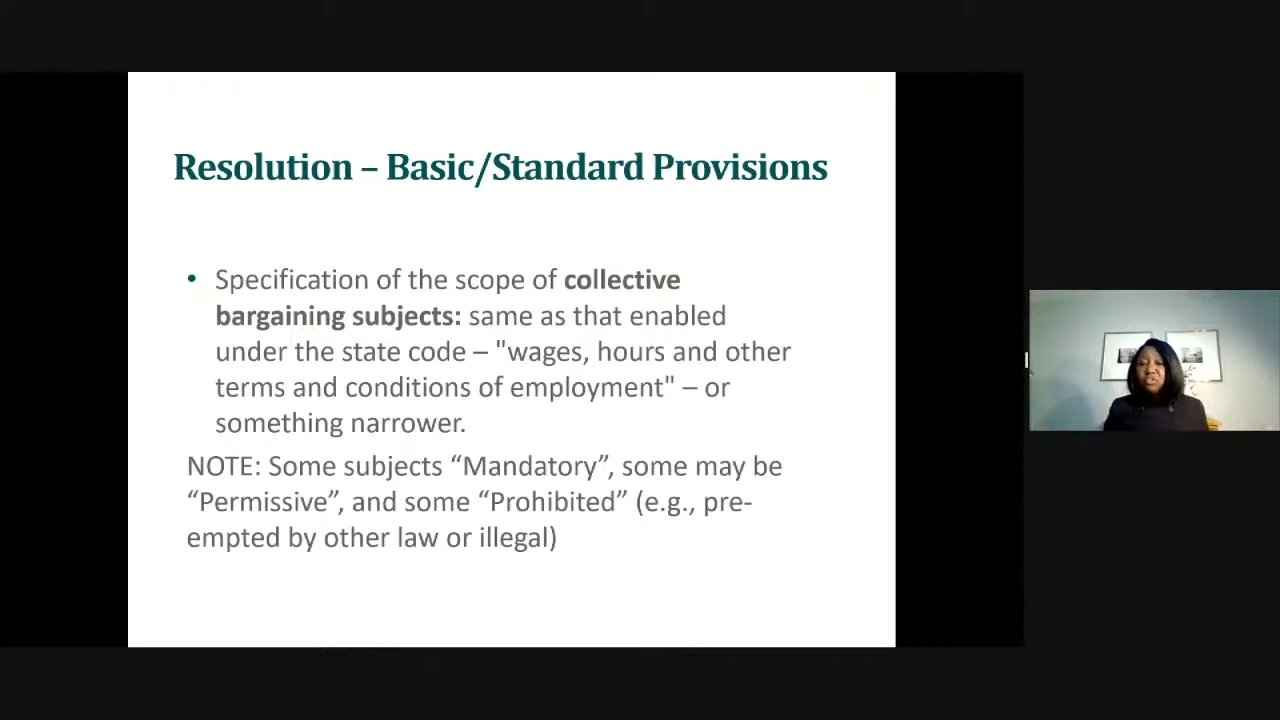 Resolution – Basic/Standard Provisions
• Specification of the scope of collective
bargaining subjects: same as that enabled
under the state code – "wages, hours and other
terms and conditions of employment" – or
something narrower.
NOTE: Some subjects “Mandatory”, some may be
“Permissive”, and some “Prohibited” (e.g., pre-
empted by other law or illegal)